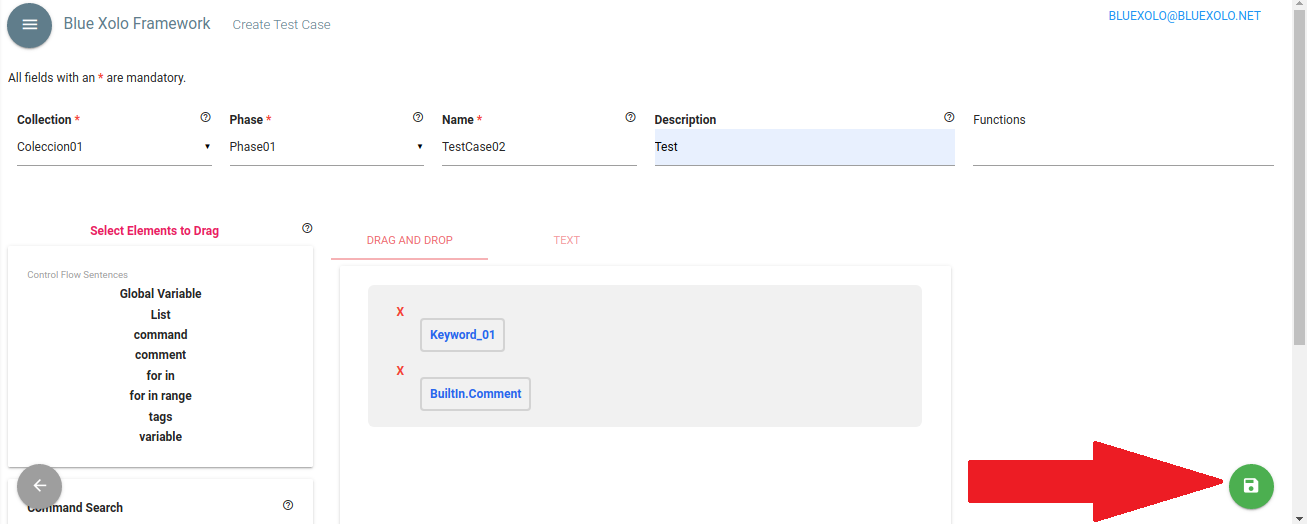 Blue Xolo Framework Create Test Case BLUEXOLO@BLUEXOLO.NET
All fields with an * are mandatory.
Collection * Phase * Name * Description Functions
Coleccion01 Phase01 TestCase02 Test
Select Elements to Drag
DRAG AND DROP TEXT
Control Flow Sentences
Global Variable
List
command
comment
for in
for in range
tags
variable
X
Keyword_01
X
BuiltIn.Comment
Command Search